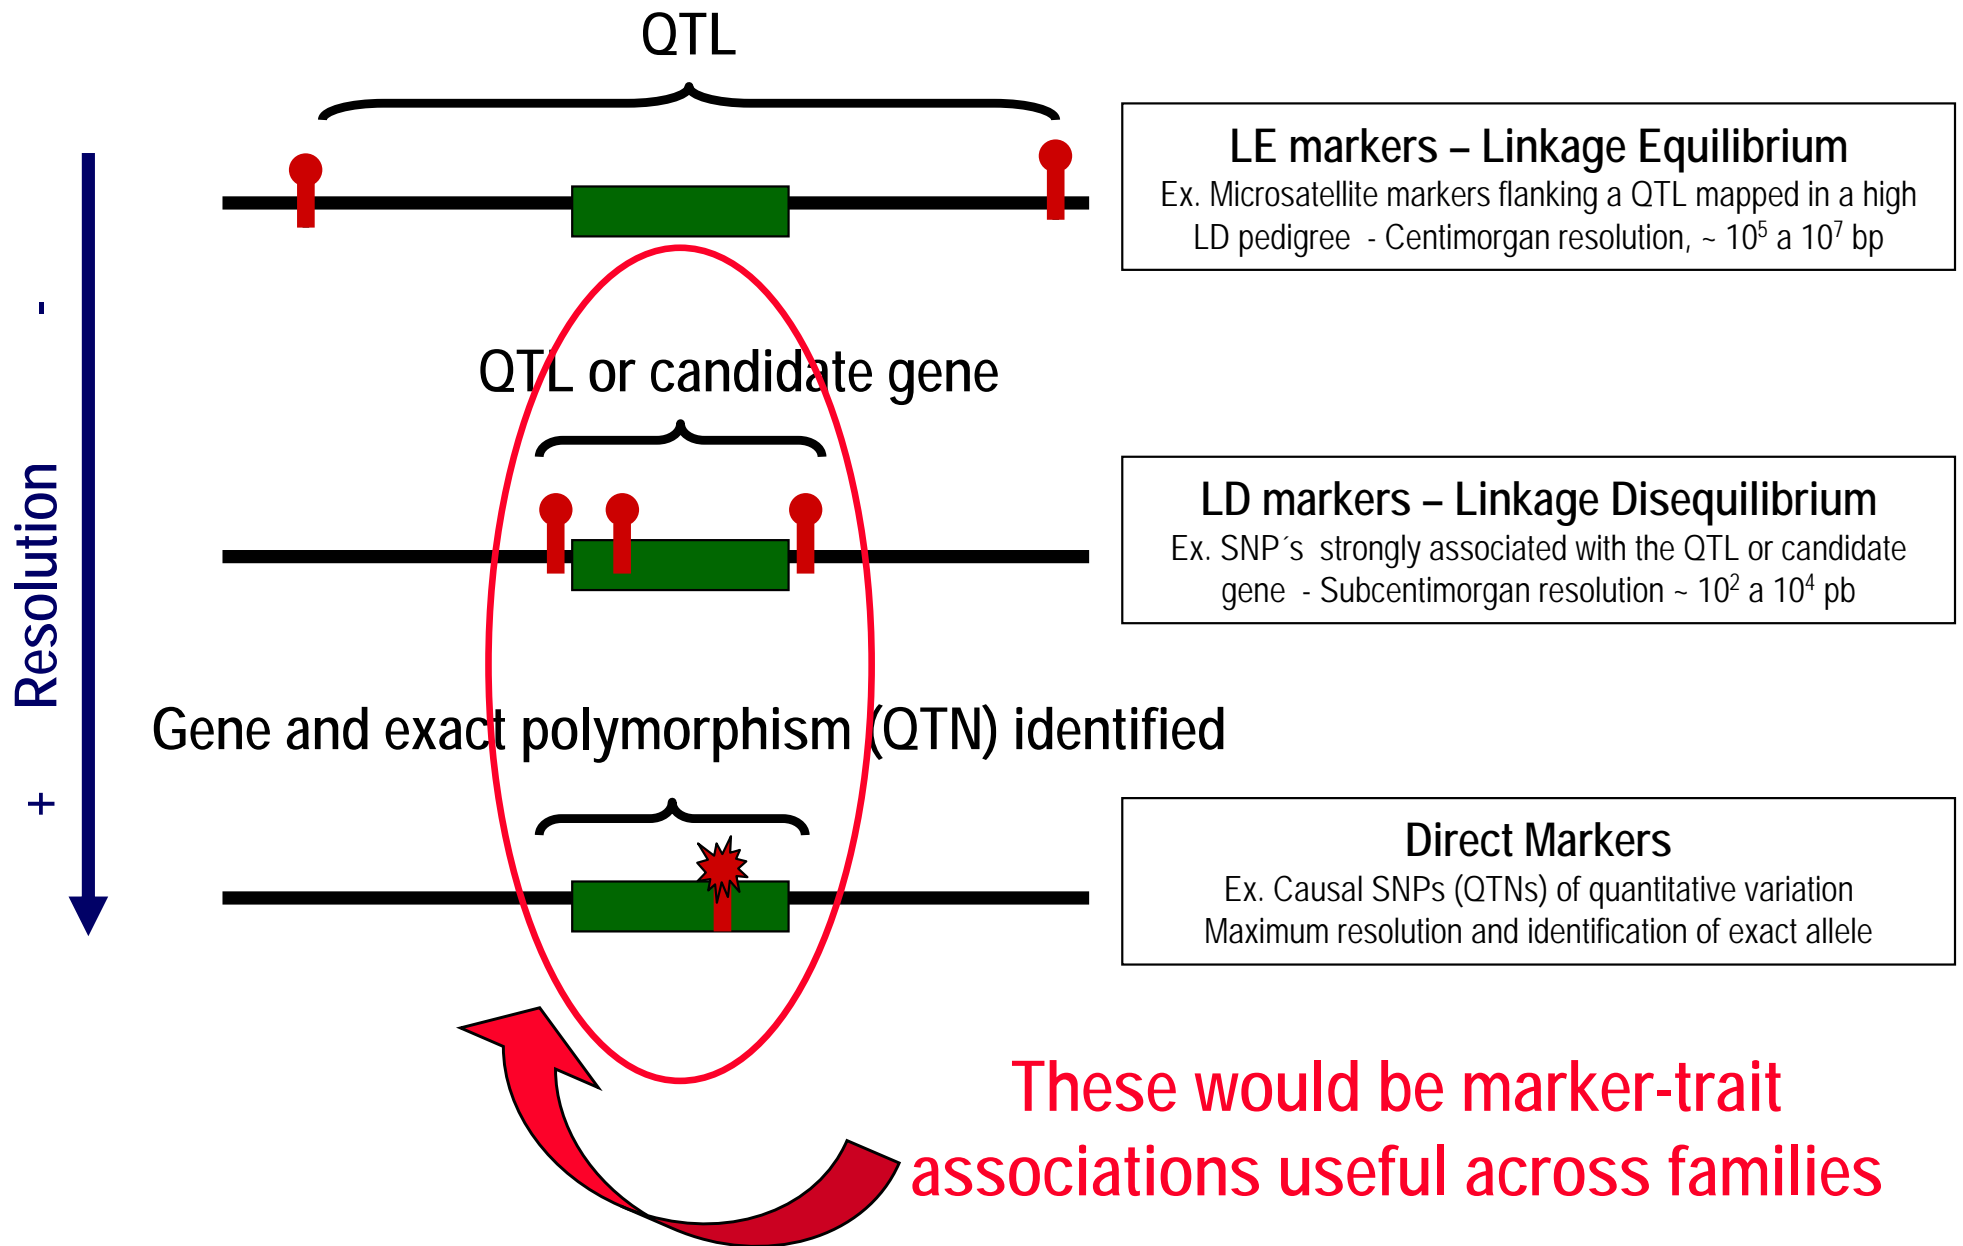 QTL
LE markers – Linkage Equilibrium
Ex. Microsatellite markers flanking a QTL mapped in a high
LD pedigree - Centimorgan resolution, ~ 10⁵ a 10⁷ bp
+ Resolution -
QTL or candidate gene
LD markers – Linkage Disequilibrium
Ex. SNP´s strongly associated with the QTL or candidate
gene - Subcentimorgan resolution ~ 10² a 10⁴ pb
Gene and exact polymorphism (QTN) identified
Direct Markers
Ex. Causal SNPs (QTNs) of quantitative variation
Maximum resolution and identification of exact allele
These would be marker-trait
associations useful across families